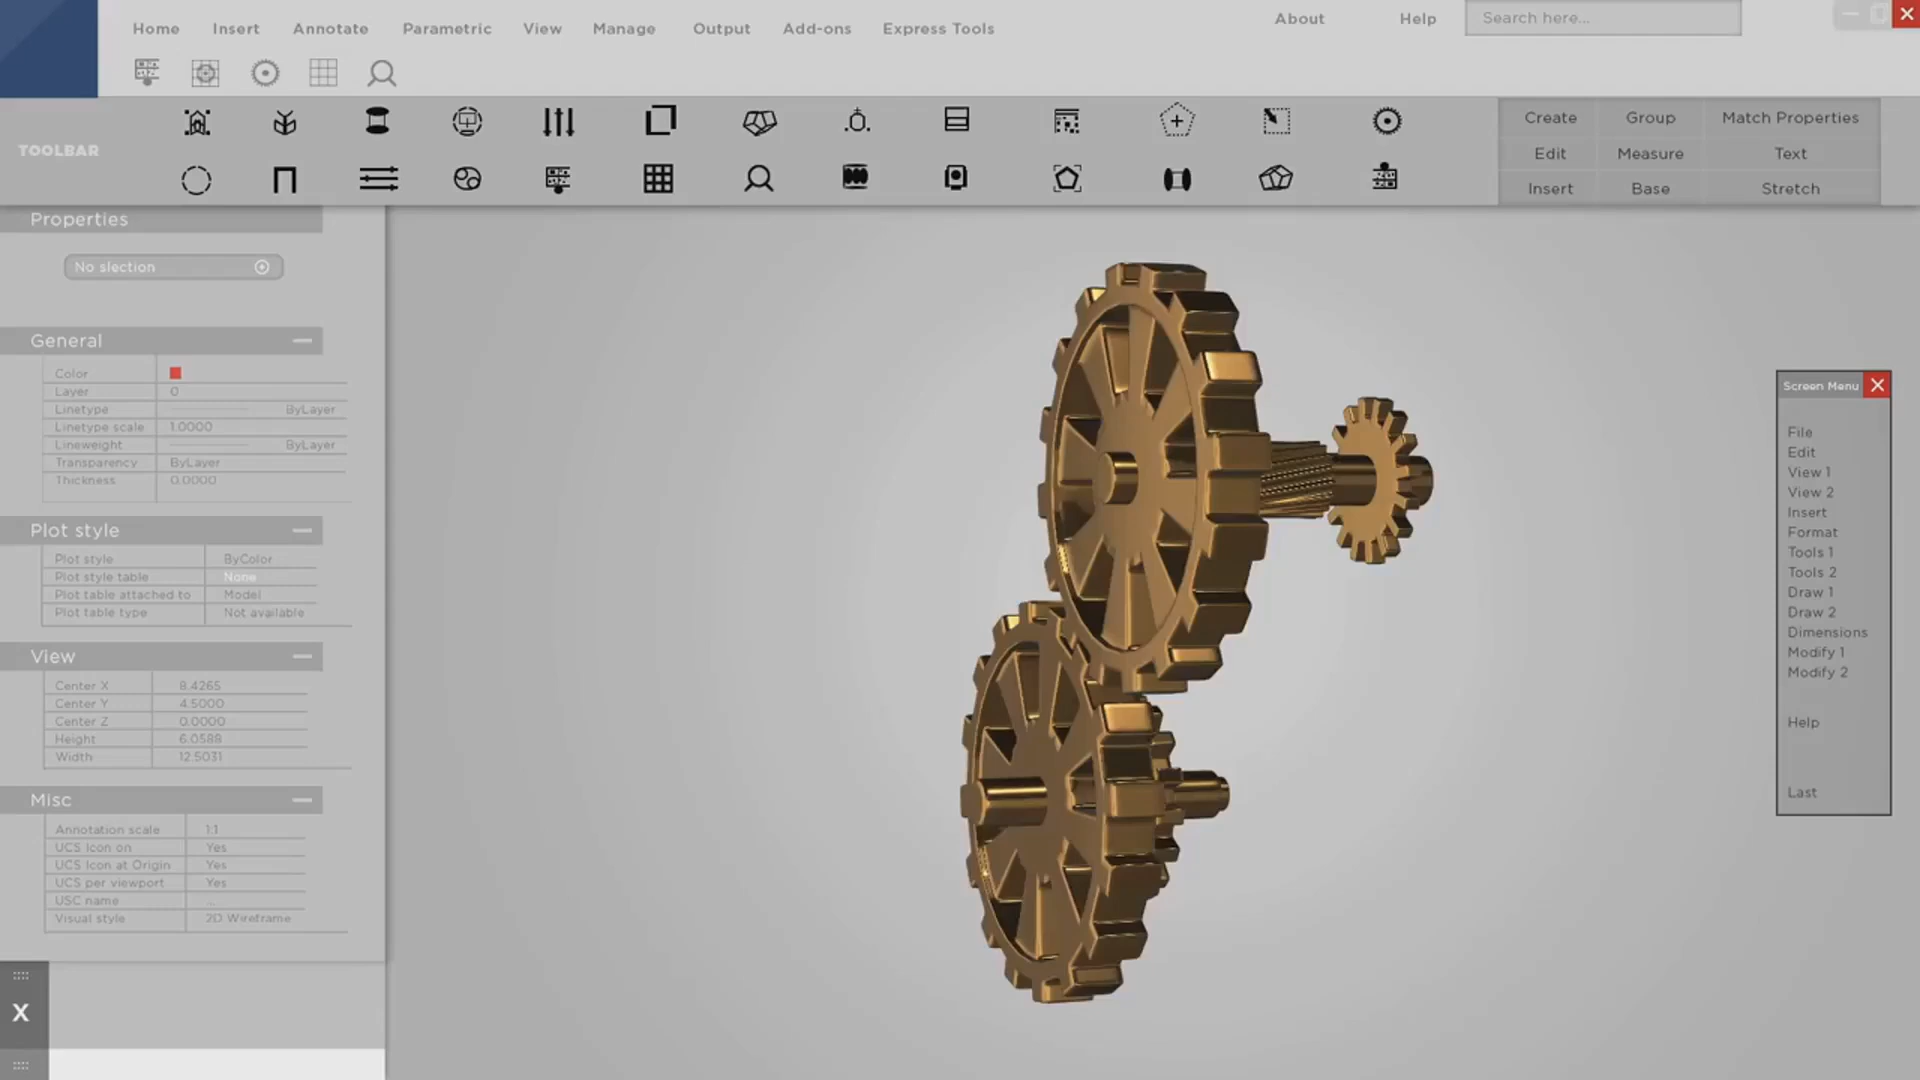 Home Insert Annotate Parametric View Manage Output Add-ons Express Tools About Help Search here...
TOOLBAR
Create Group Match Properties
Edit Measure Text
Insert Base Stretch
Properties
No slection
General
Color
Layer 0
Linetype ByLayer
Linetype scale 1.0000
Lineweight ByLayer
Transparency ByLayer
Thickness 0.0000
Plot style
Plot style ByColor
Plot style table None
Plot table attached to Model
Plot table type Not available
View
Center X 8.4265
Center Y 4.5000
Center Z 0.0000
Height 6.0588
Width 12.5031
Misc
Annotation scale 1:1
UCS Icon on Yes
UCS Icon at Origin Yes
UCS per viewport Yes
USC name ..
Visual style 2D Wireframe
X
Screen Menu
File
Edit
View 1
View 2
Insert
Format
Tools 1
Tools 2
Draw 1
Draw 2
Dimensions
Modify 1
Modify 2
Help
Last